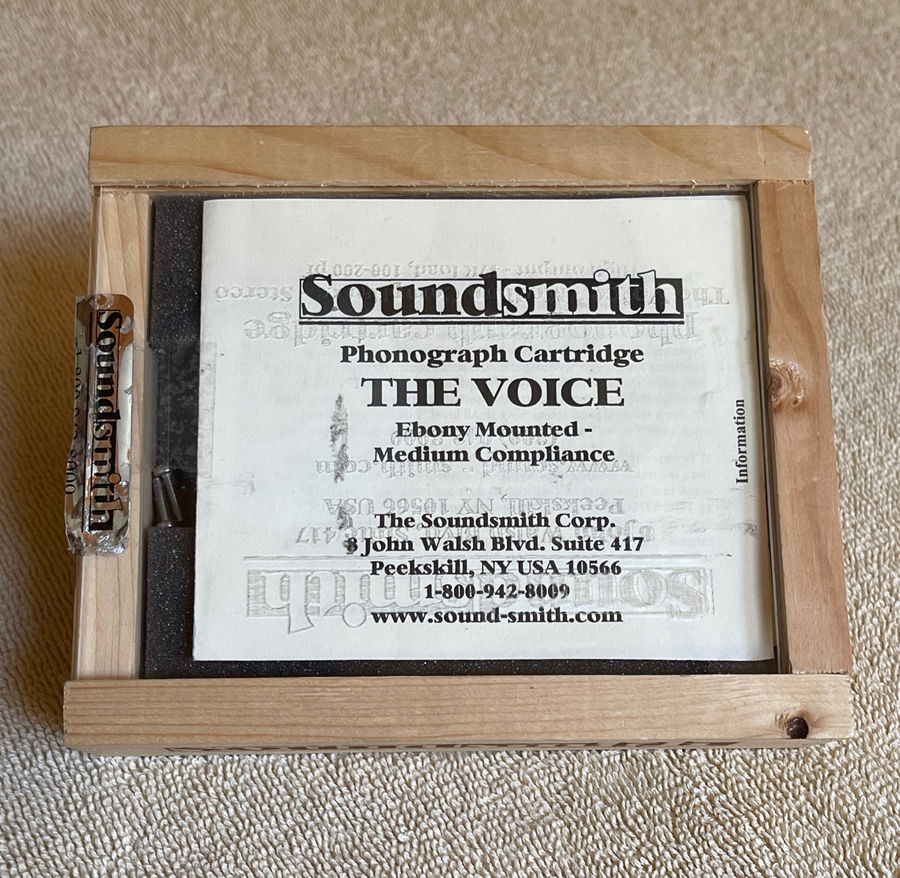 Soundsmith
Phonograph Cartridge
THE VOICE
Ebony Mounted -
Medium Compliance
Information
The Soundsmith Corp.
8 John Walsh Blvd. Suite 417
Peekskill, NY USA 10566
1-800-942-8009
www.sound-smith.com
Soundsmith